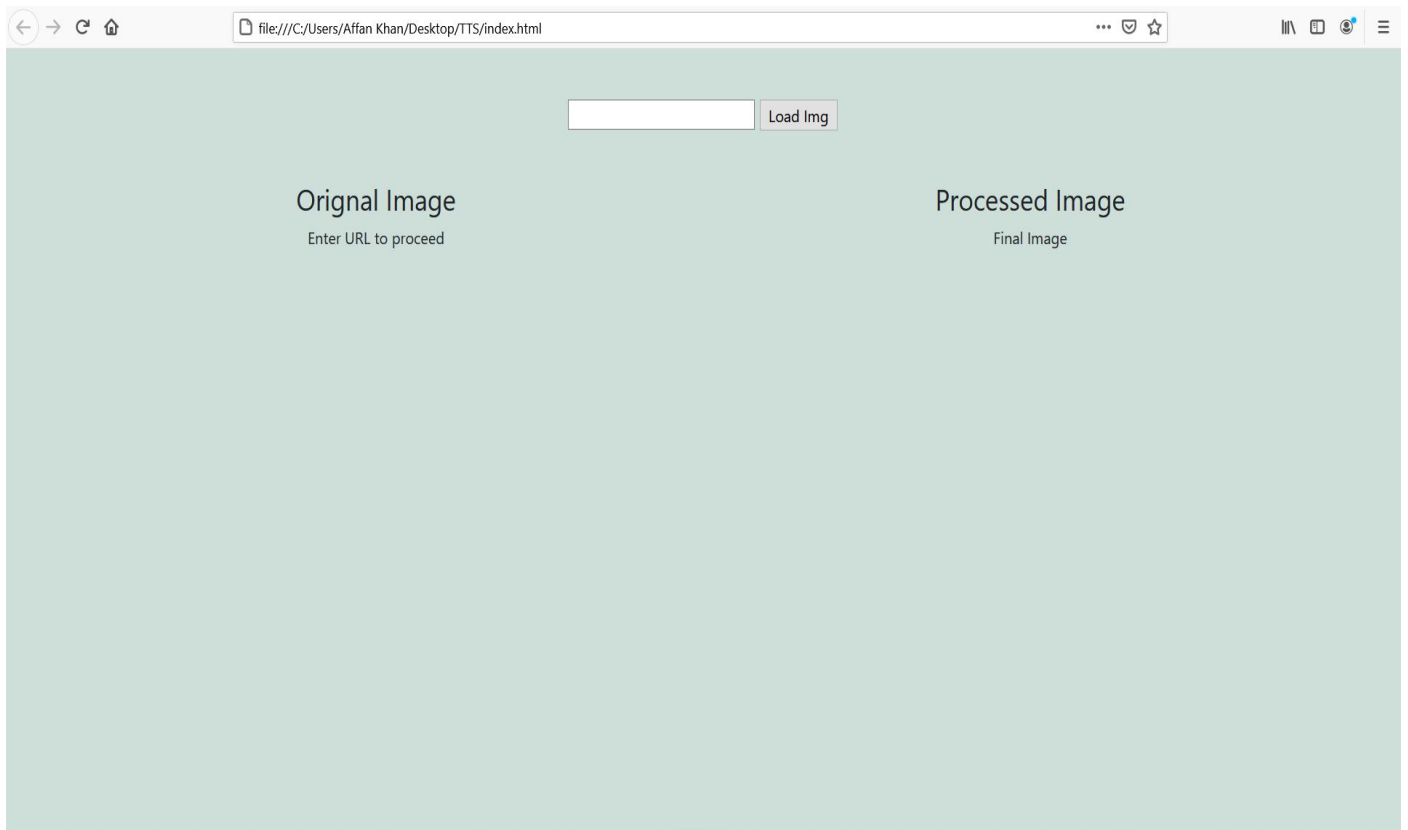 file:///C:/Users/Affan Khan/Desktop/TTS/index.html
Load Img
Orignal Image
Enter URL to proceed
Processed Image
Final Image